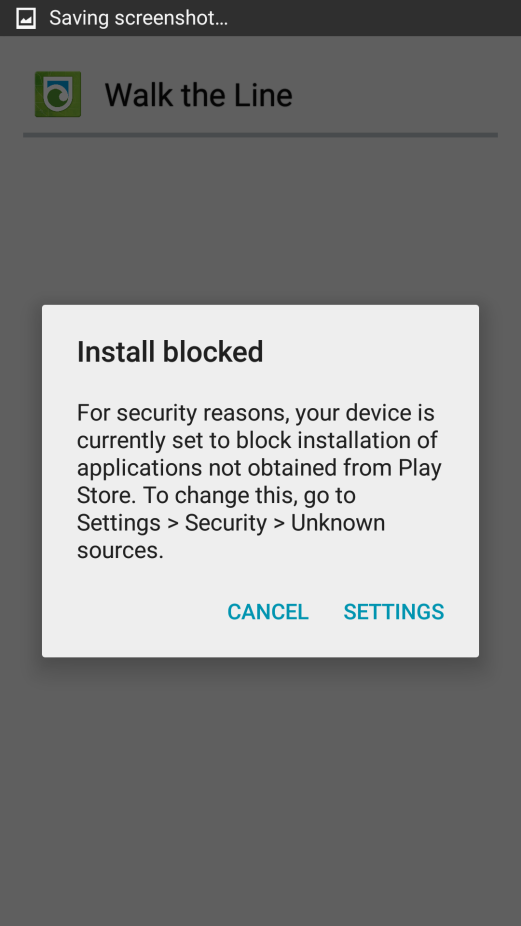 Saving screenshot...
Walk the Line
Install blocked
For security reasons, your device is
currently set to block installation of
applications not obtained from Play
Store. To change this, go to
Settings > Security > Unknown
sources.
CANCEL SETTINGS